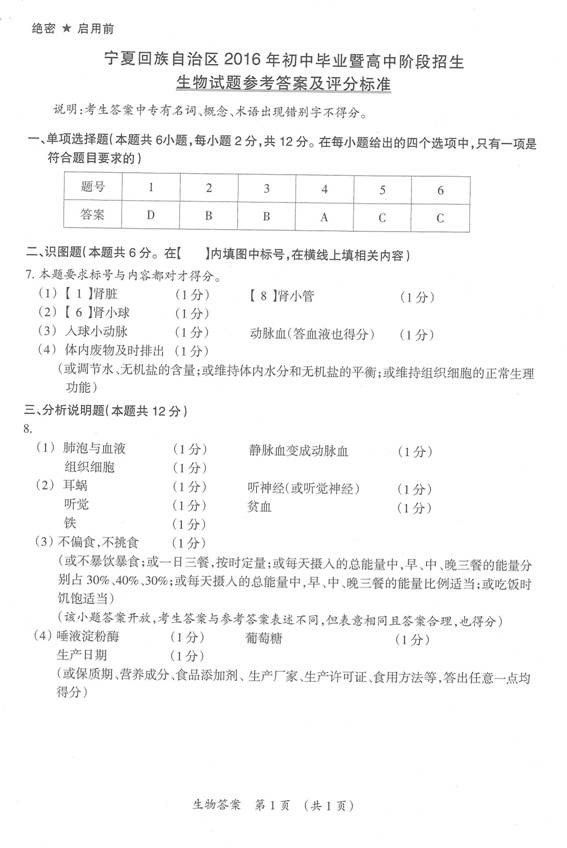 绝密 ★ 启用前
宁夏回族自治区 2016 年初中毕业暨高中阶段招生
生物试题参考答案及评分标准
说明:考生答案中专有名词、概念、术语出现错别字不得分。
一、单项选择题(本题共 6小题,每小题 2 分,共 12 分。在每小题给出的四个选项中,只有一项是
符合题目要求的)
题号 1 2 3 4 5 6
答案 D B B A C C
二、识图题(本题共 6 分。在【 】内填图中标号,在横线上填相关内容)
7. 本题要求标号与内容都对才得分。
(1)【 1 】肾脏 (1 分) 【 8 】肾小管 (1 分)
(2)【 6 】肾小球 (1 分)
(3) 入球小动脉 (1 分) 动脉血(答血液也得分) (1 分)
(4) 体内废物及时排出 (1 分)
(或调节水、无机盐的含量;或维持体内水分和无机盐的平衡;或维持组织细胞的正常生理
功能)
三、分析说明题(本题共 12 分)
8.
(1) 肺泡与血液 (1 分) 静脉血变成动脉血 (1 分)
组织细胞 (1 分)
(2) 耳蜗 (1 分) 听神经(或听觉神经) (1 分)
听觉 (1 分) 贫血 (1 分)
铁 (1 分)
(3) 不偏食,不挑食 (1 分)
(或不暴饮暴食;或一日三餐,按时定量;或每天摄入的总能量中,早、中、晚三餐的能量分
别占 30%、40%、30%;或每天摄入的总能量中,早、中、晚三餐的能量比例适当;或吃饭时
饥饱适当)
(该小题答案开放,考生答案与参考答案表述不同,但表意相同且答案合理,也得分)
(4) 唾液淀粉酶 (1 分) 葡萄糖 (1 分)
生产日期 (1 分)
(或保质期、营养成分、食品添加剂、生产厂家、生产许可证、食用方法等,答出任意一点均
得分)
生物答案 第 1 页 (共 1 页)